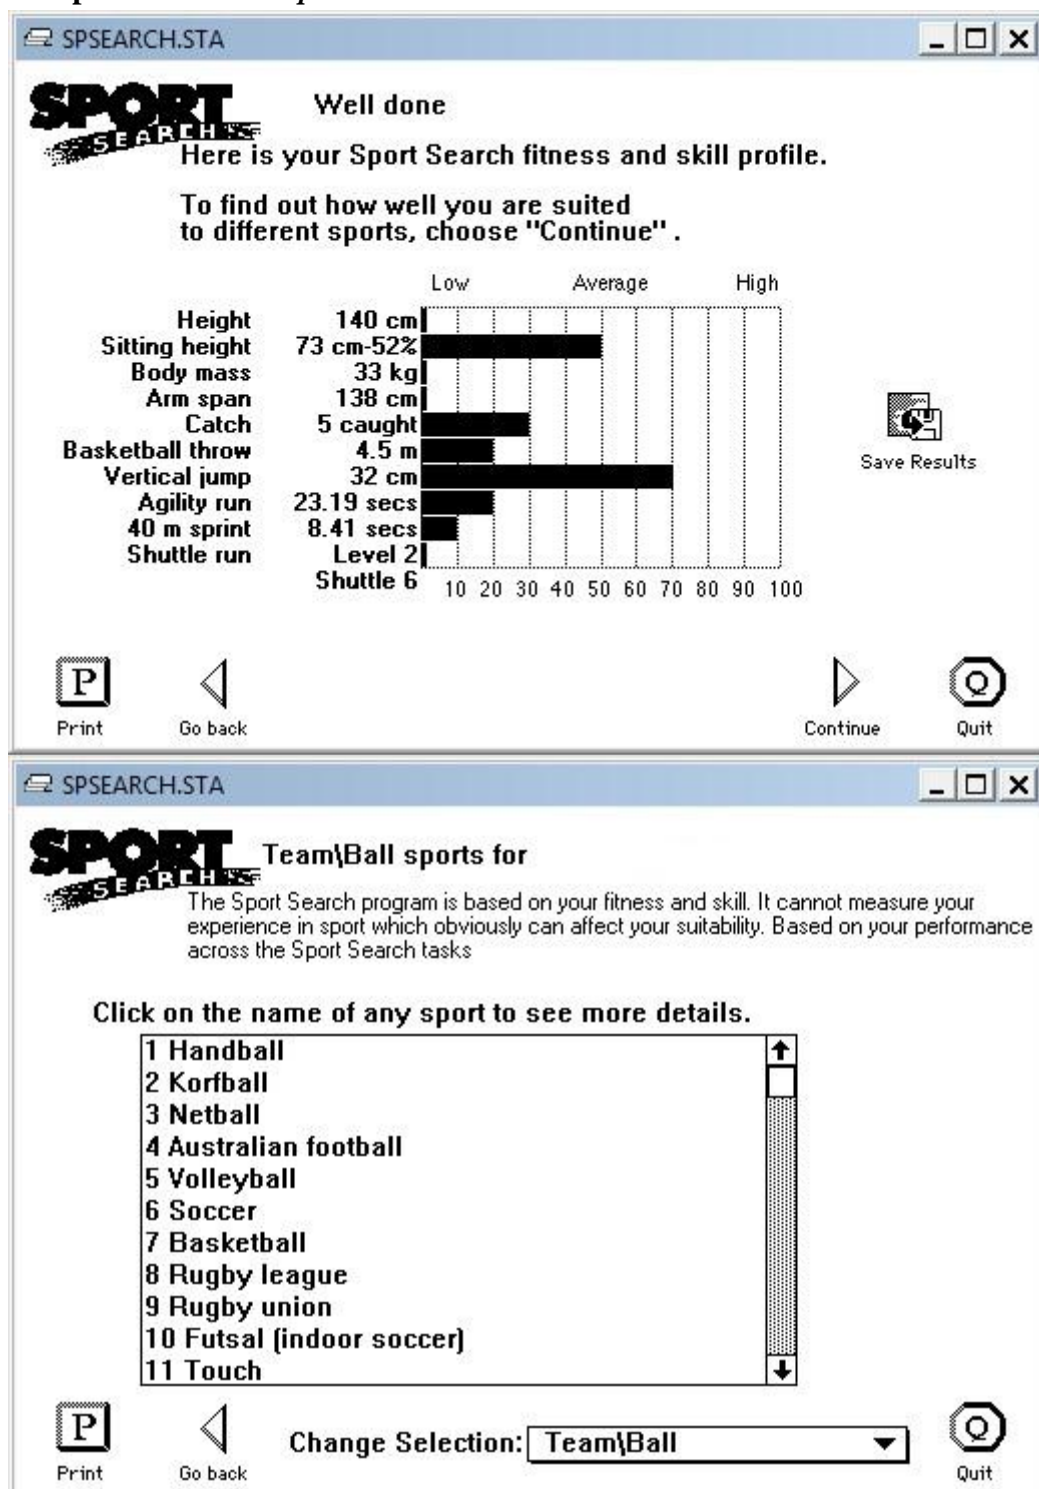 SPSEARCH.STA
SPORT
SEARCH
Well done
Here is your Sport Search fitness and skill profile.
To find out how well you are suited
to different sports, choose "Continue" .
Low Average High
Height 140 cm
Sitting height 73 cm-52%
Body mass 33 kg
Arm span 138 cm
Catch 5 caught
Basketball throw 4.5 m
Vertical jump 32 cm
Agility run 23.19 secs
40 m sprint 8.41 secs
Shuttle run Level 2
Shuttle 6
10 20 30 40 50 60 70 80 90 100
Save Results
P
Q
Print Go back Continue Quit
SPSEARCH.STA
SPORT
SEARCH
Team\Ball sports for
The Sport Search program is based on your fitness and skill. It cannot measure your
experience in sport which obviously can affect your suitability. Based on your performance
across the Sport Search tasks
Click on the name of any sport to see more details.
1 Handball
2 Korfball
3 Netball
4 Australian football
5 Volleyball
6 Soccer
7 Basketball
8 Rugby league
9 Rugby union
10 Futsal (indoor soccer)
11 Touch
P
Q
Change Selection: Team\Ball
Print Go back Quit